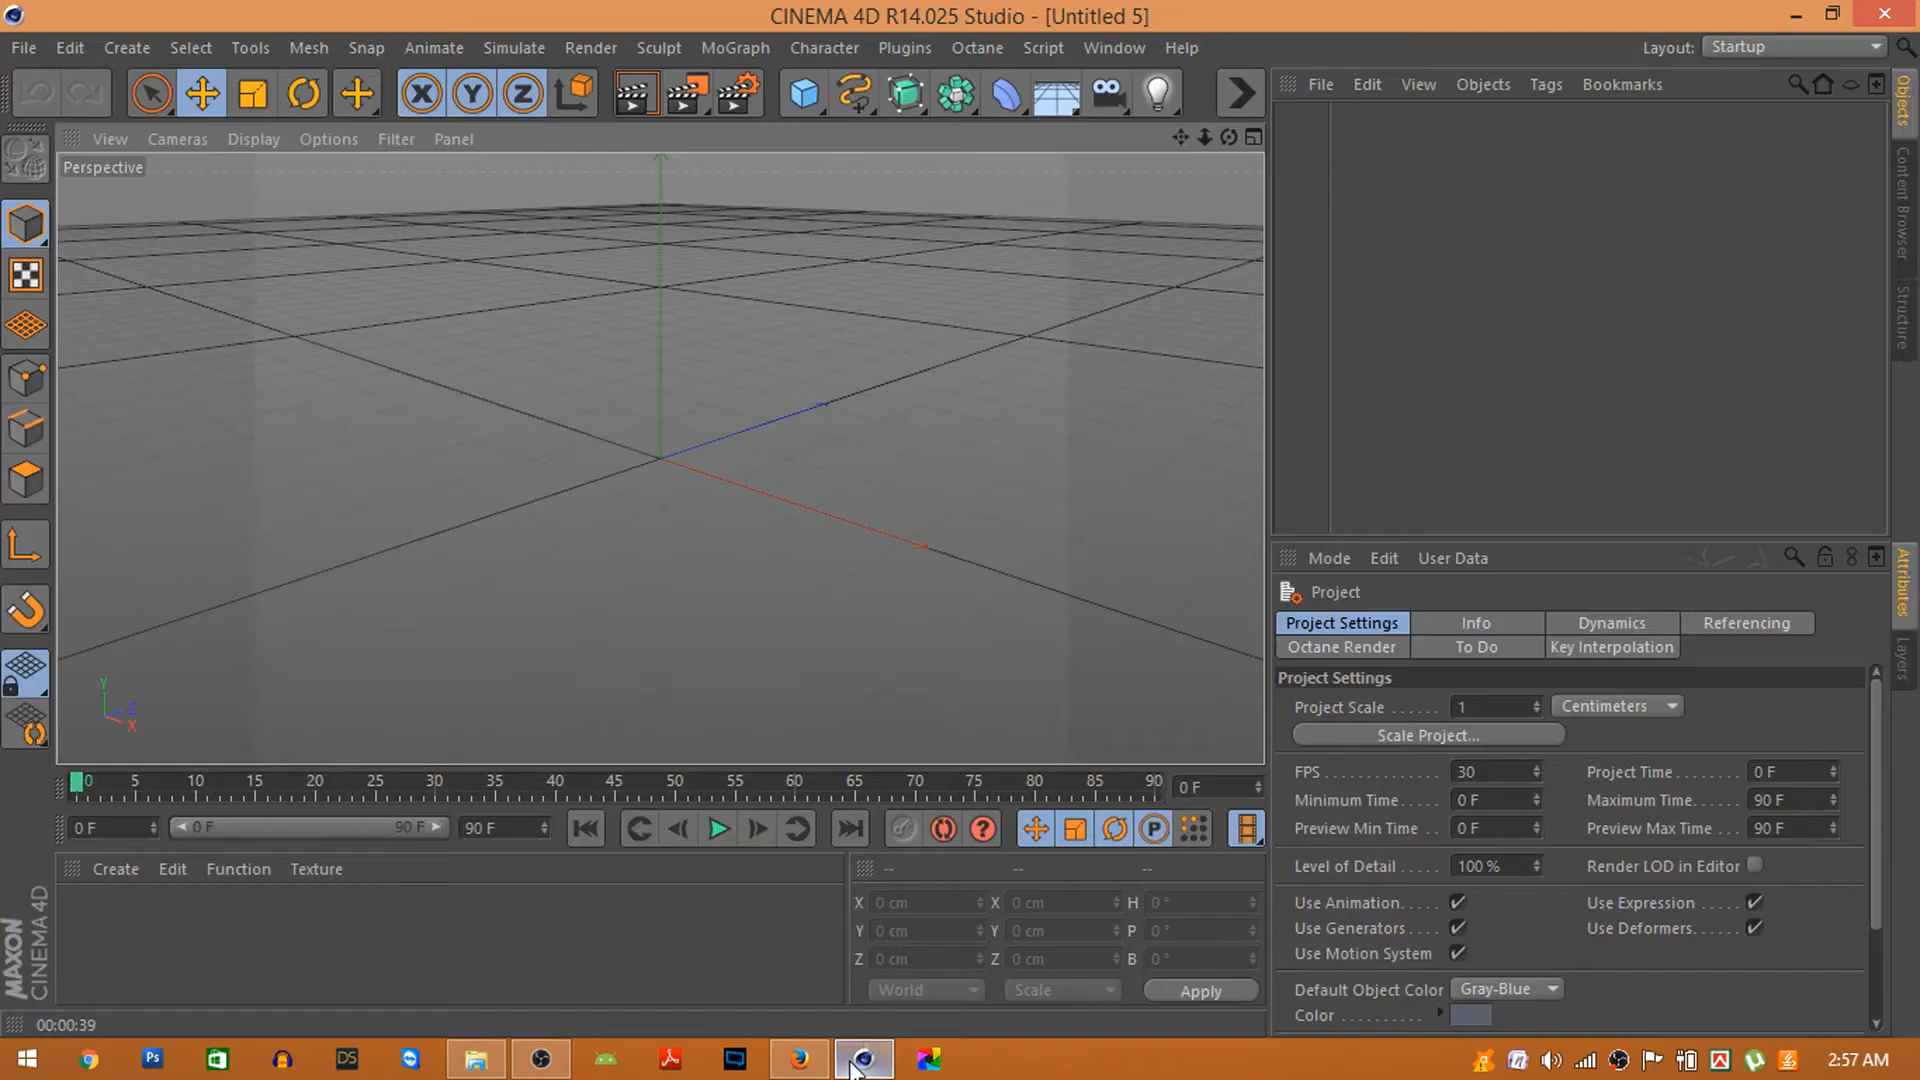 CINEMA 4D R14.025 Studio - [Untitled 5]
File Edit Create Select Tools Mesh Snap Animate Simulate Render Sculpt MoGraph Character Plugins Octane Script Window Help Layout: Startup
X Y Z
File Edit View Objects Tags Bookmarks
Objects
Content Browser
Structure
View Cameras Display Options Filter Panel
Perspective
Y
Z
X
Mode Edit User Data
Attributes
Layers
Project
Project Settings Info Dynamics Referencing
Octane Render To Do Key Interpolation
Project Settings
Project Scale 1 Centimeters
Scale Project...
FPS 30 Project Time 0 F
Minimum Time 0 F Maximum Time 90 F
Preview Min Time 0 F Preview Max Time 90 F
Level of Detail 100 % Render LOD in Editor
Use Animation Use Expression
Use Generators Use Deformers
Use Motion System
Default Object Color Gray-Blue
Color
0 5 10 15 20 25 30 35 40 45 50 55 60 65 70 75 80 85 90 0 F
0 F 0 F 90 F 90 F ? P
Create Edit Function Texture
-- -- --
X 0 cm X 0 cm H 0 °
Y 0 cm Y 0 cm P 0 °
Z 0 cm Z 0 cm B 0 °
World Scale Apply
MAXON
CINEMA 4D
00:00:39
Ps DS 2:57 AM